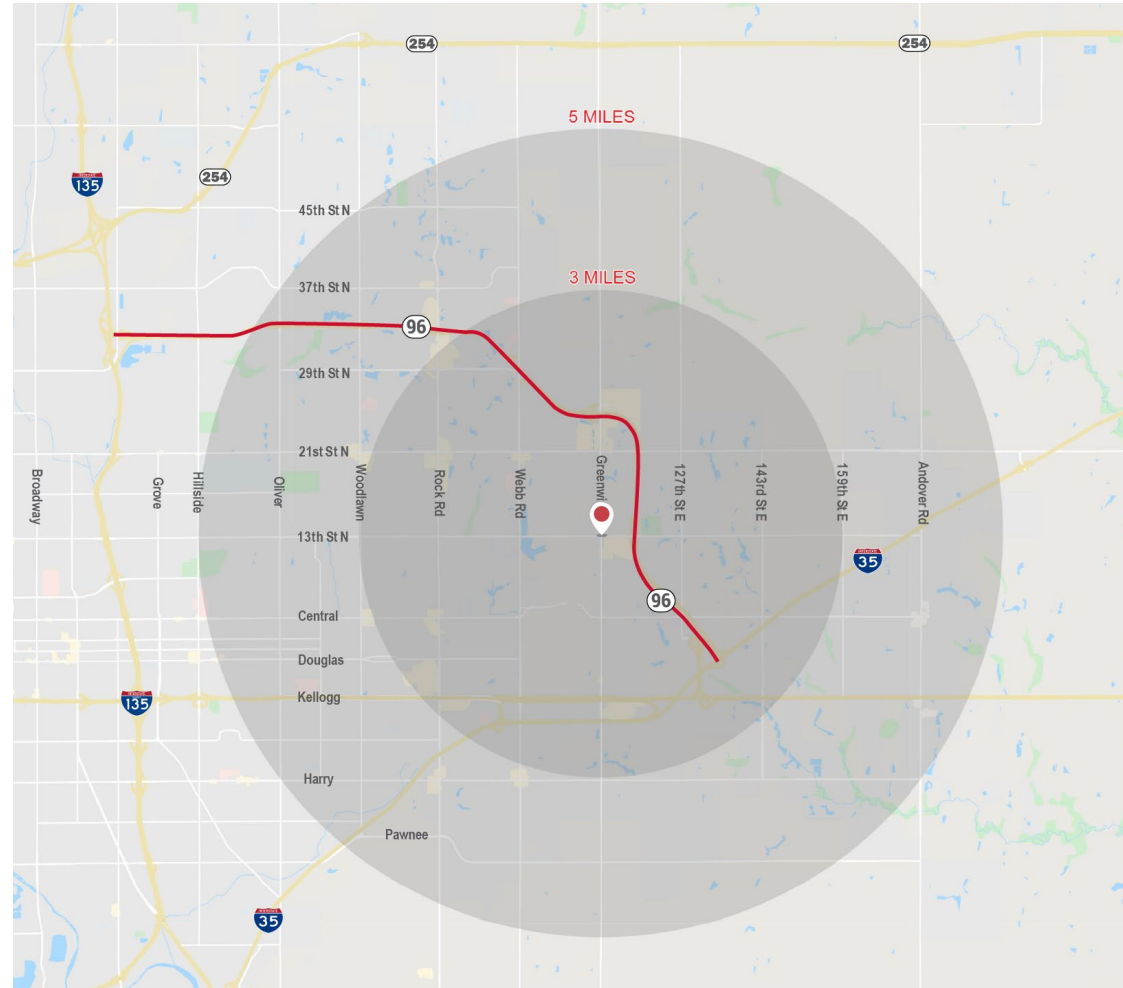 254
254
5 MILES
135
254
45th St N
3 MILES
37th St N
96
29th St N
21st St N
Broadway
Grove
Hillside
Oliver
Woodlawn
Rock Rd
Webb Rd
Greenwi
127th St E
143rd St E
159th St E
Andover Rd
13th St N
35
96
Central
Douglas
135
Kellogg
Harry
Pawnee
35